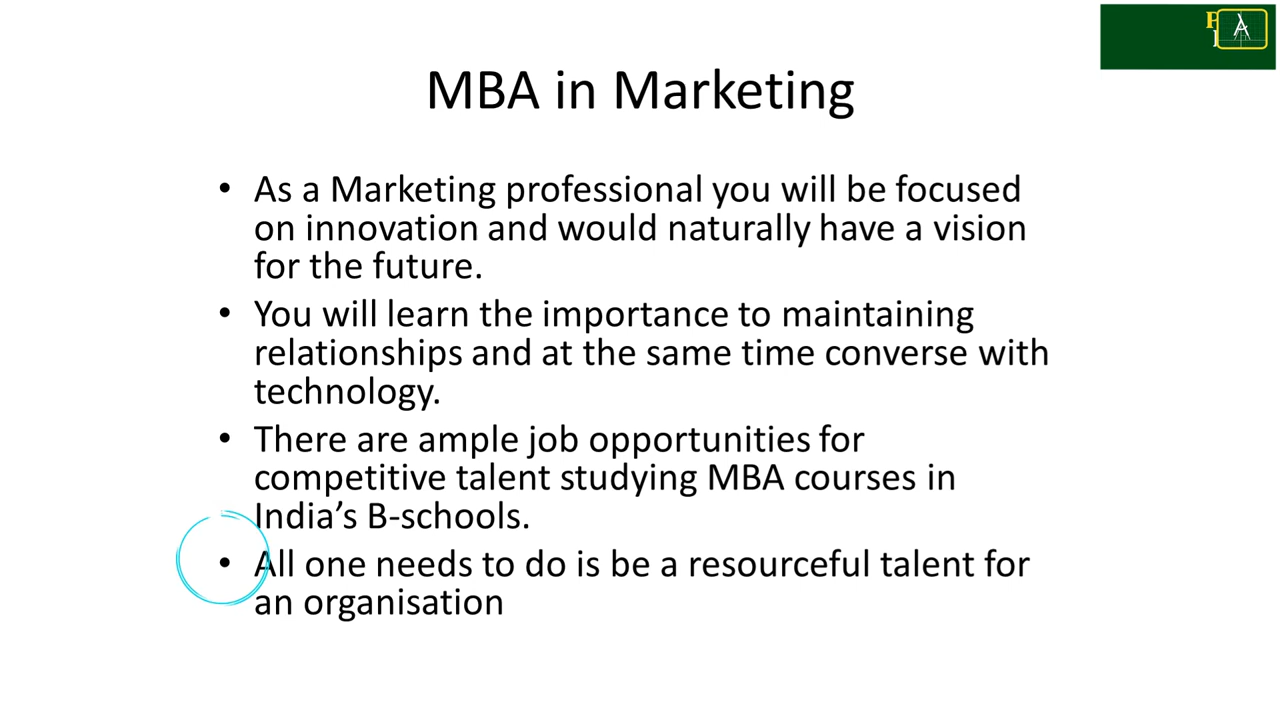 MBA in Marketing
• As a Marketing professional you will be focused
on innovation and would naturally have a vision
for the future.
• You will learn the importance to maintaining
relationships and at the same time converse with
technology.
• There are ample job opportunities for
competitive talent studying MBA courses in
India’s B-schools.
• All one needs to do is be a resourceful talent for
an organisation